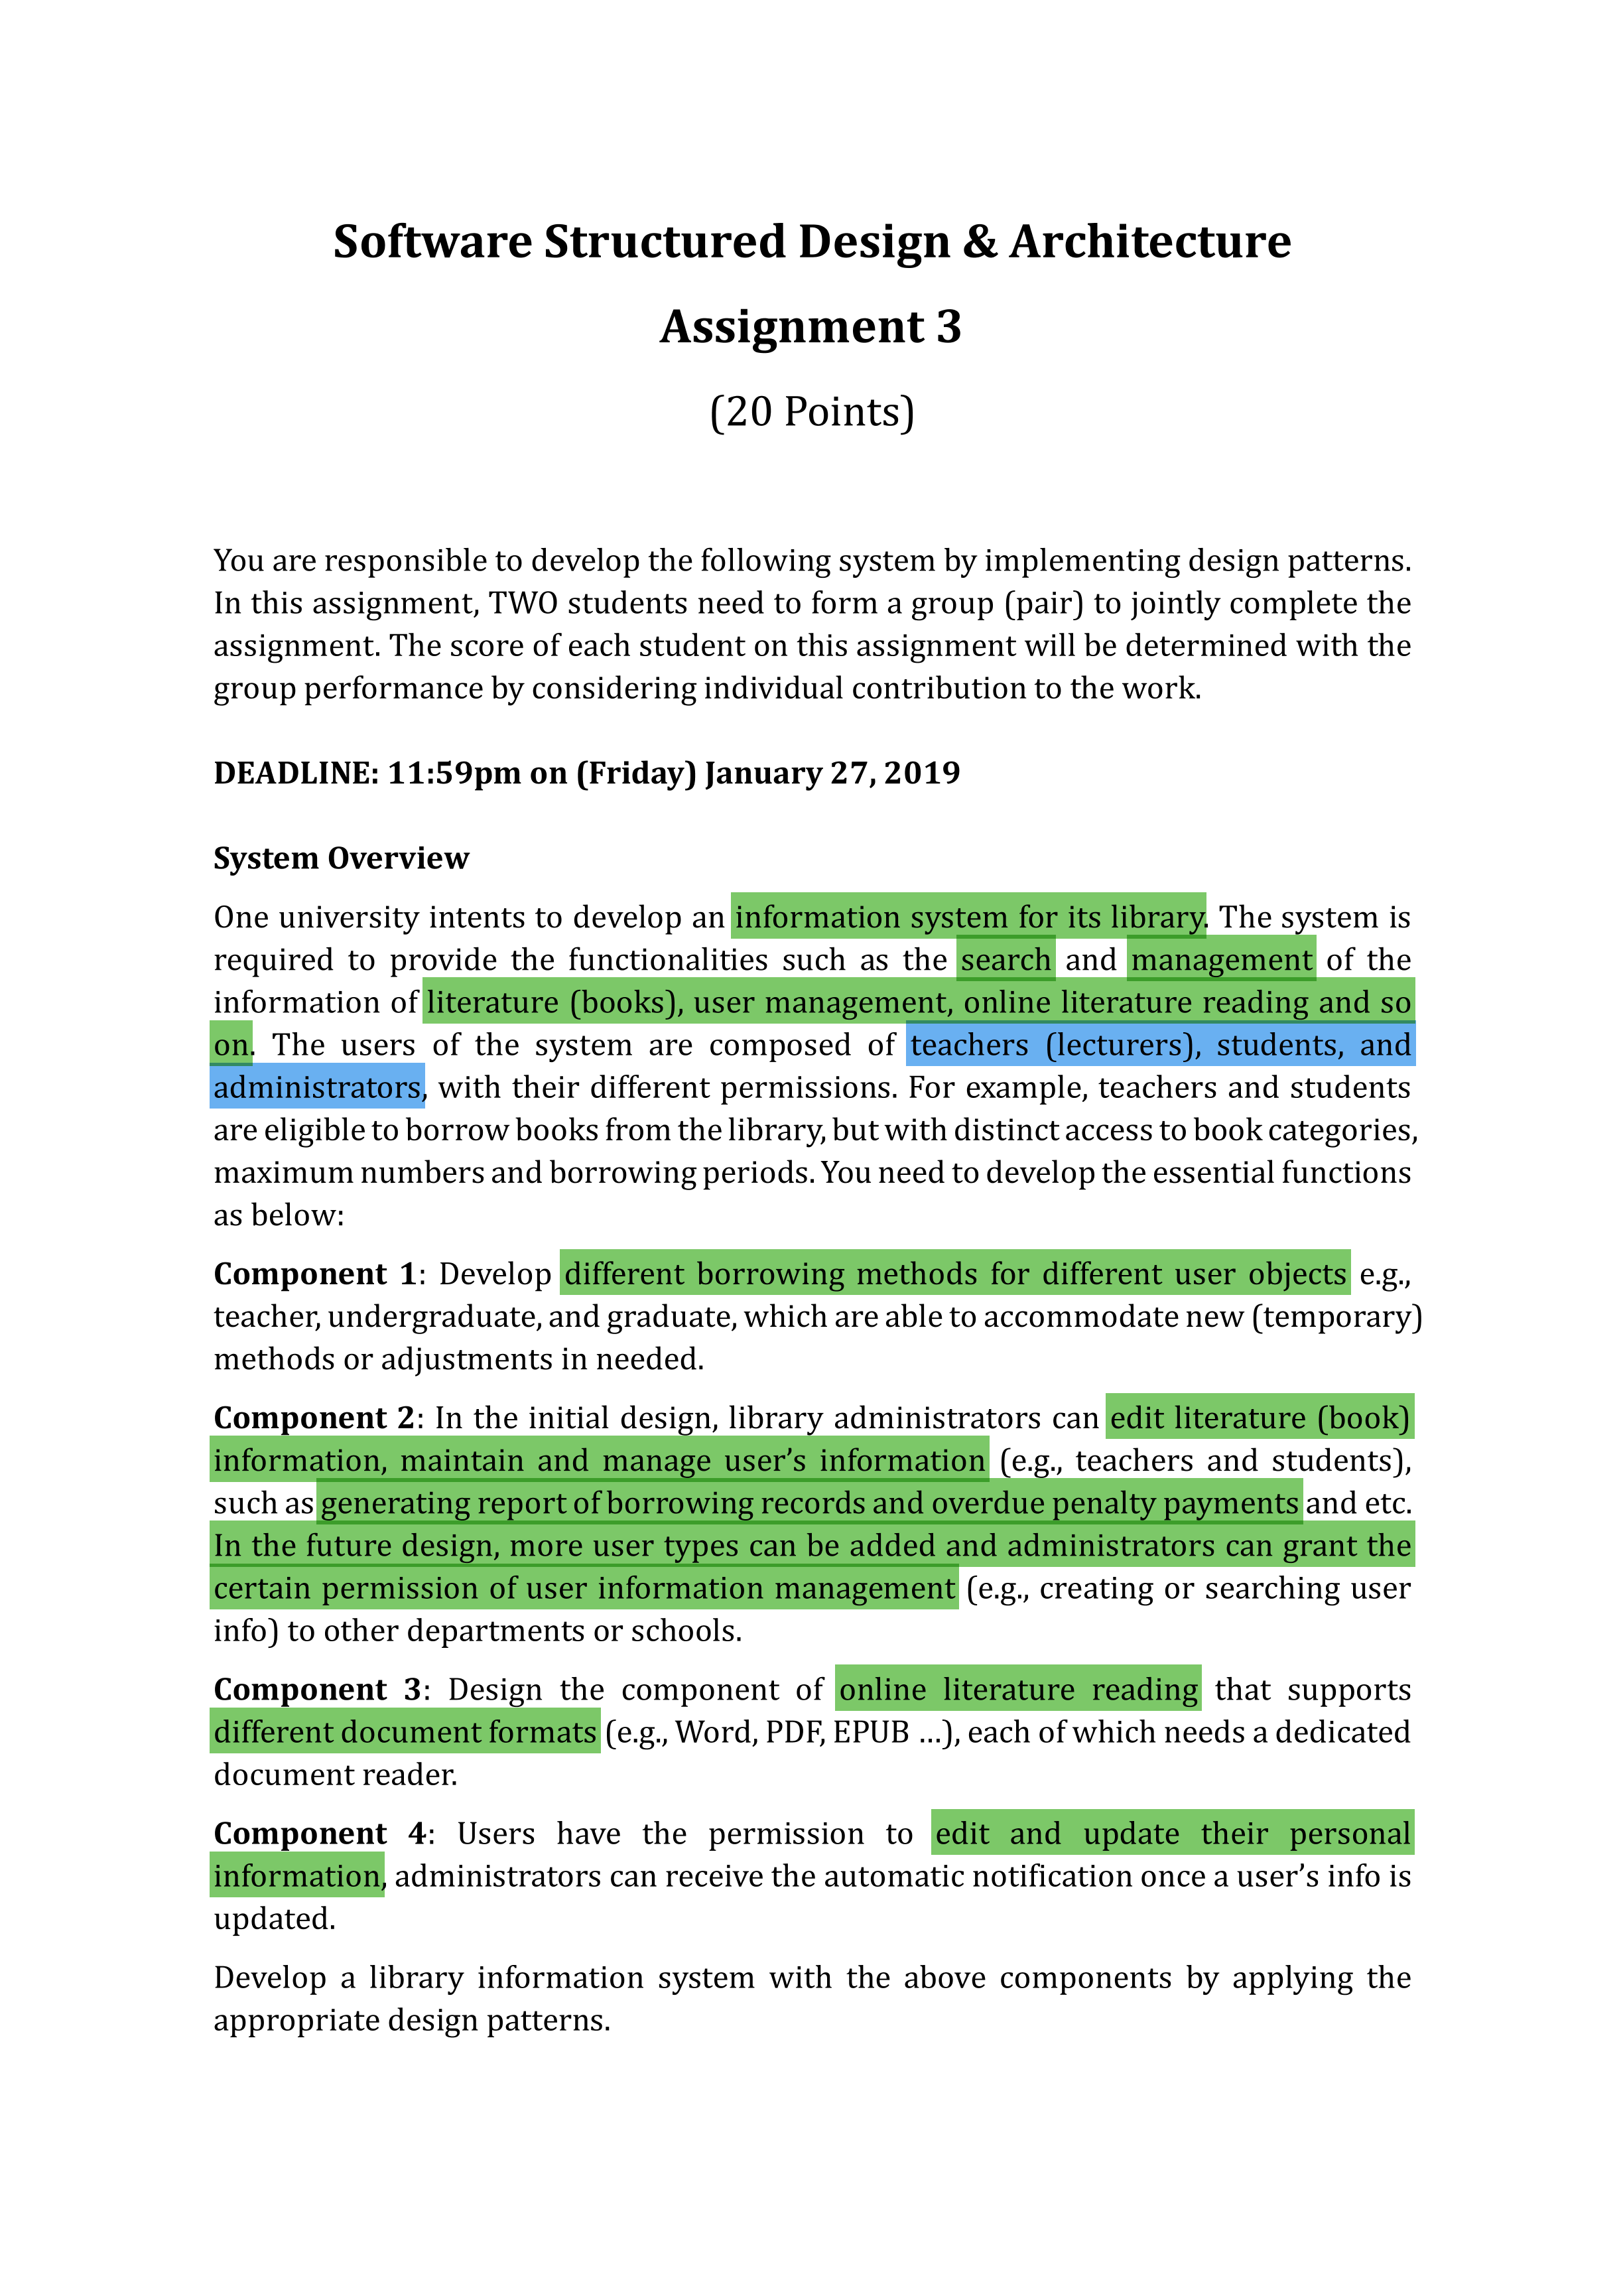 Software Structured Design & Architecture
Assignment 3
(20 Points)
You are responsible to develop the following system by implementing design patterns.
In this assignment, TWO students need to form a group (pair) to jointly complete the
assignment. The score of each student on this assignment will be determined with the
group performance by considering individual contribution to the work.
DEADLINE: 11:59pm on (Friday) January 27, 2019
System Overview
One university intents to develop an information system for its library. The system is
required to provide the functionalities such as the search and management of the
information of literature (books), user management, online literature reading and so
on. The users of the system are composed of teachers (lecturers), students, and
administrators, with their different permissions. For example, teachers and students
are eligible to borrow books from the library, but with distinct access to book categories,
maximum numbers and borrowing periods. You need to develop the essential functions
as below:
Component 1: Develop different borrowing methods for different user objects e.g.,
teacher, undergraduate, and graduate, which are able to accommodate new (temporary)
methods or adjustments in needed.
Component 2: In the initial design, library administrators can edit literature (book)
information, maintain and manage user’s information (e.g., teachers and students),
such as generating report of borrowing records and overdue penalty payments and etc.
In the future design, more user types can be added and administrators can grant the
certain permission of user information management (e.g., creating or searching user
info) to other departments or schools.
Component 3: Design the component of online literature reading that supports
different document formats (e.g., Word, PDF, EPUB …), each of which needs a dedicated
document reader.
Component 4: Users have the permission to edit and update their personal
information, administrators can receive the automatic notification once a user’s info is
updated.
Develop a library information system with the above components by applying the
appropriate design patterns.